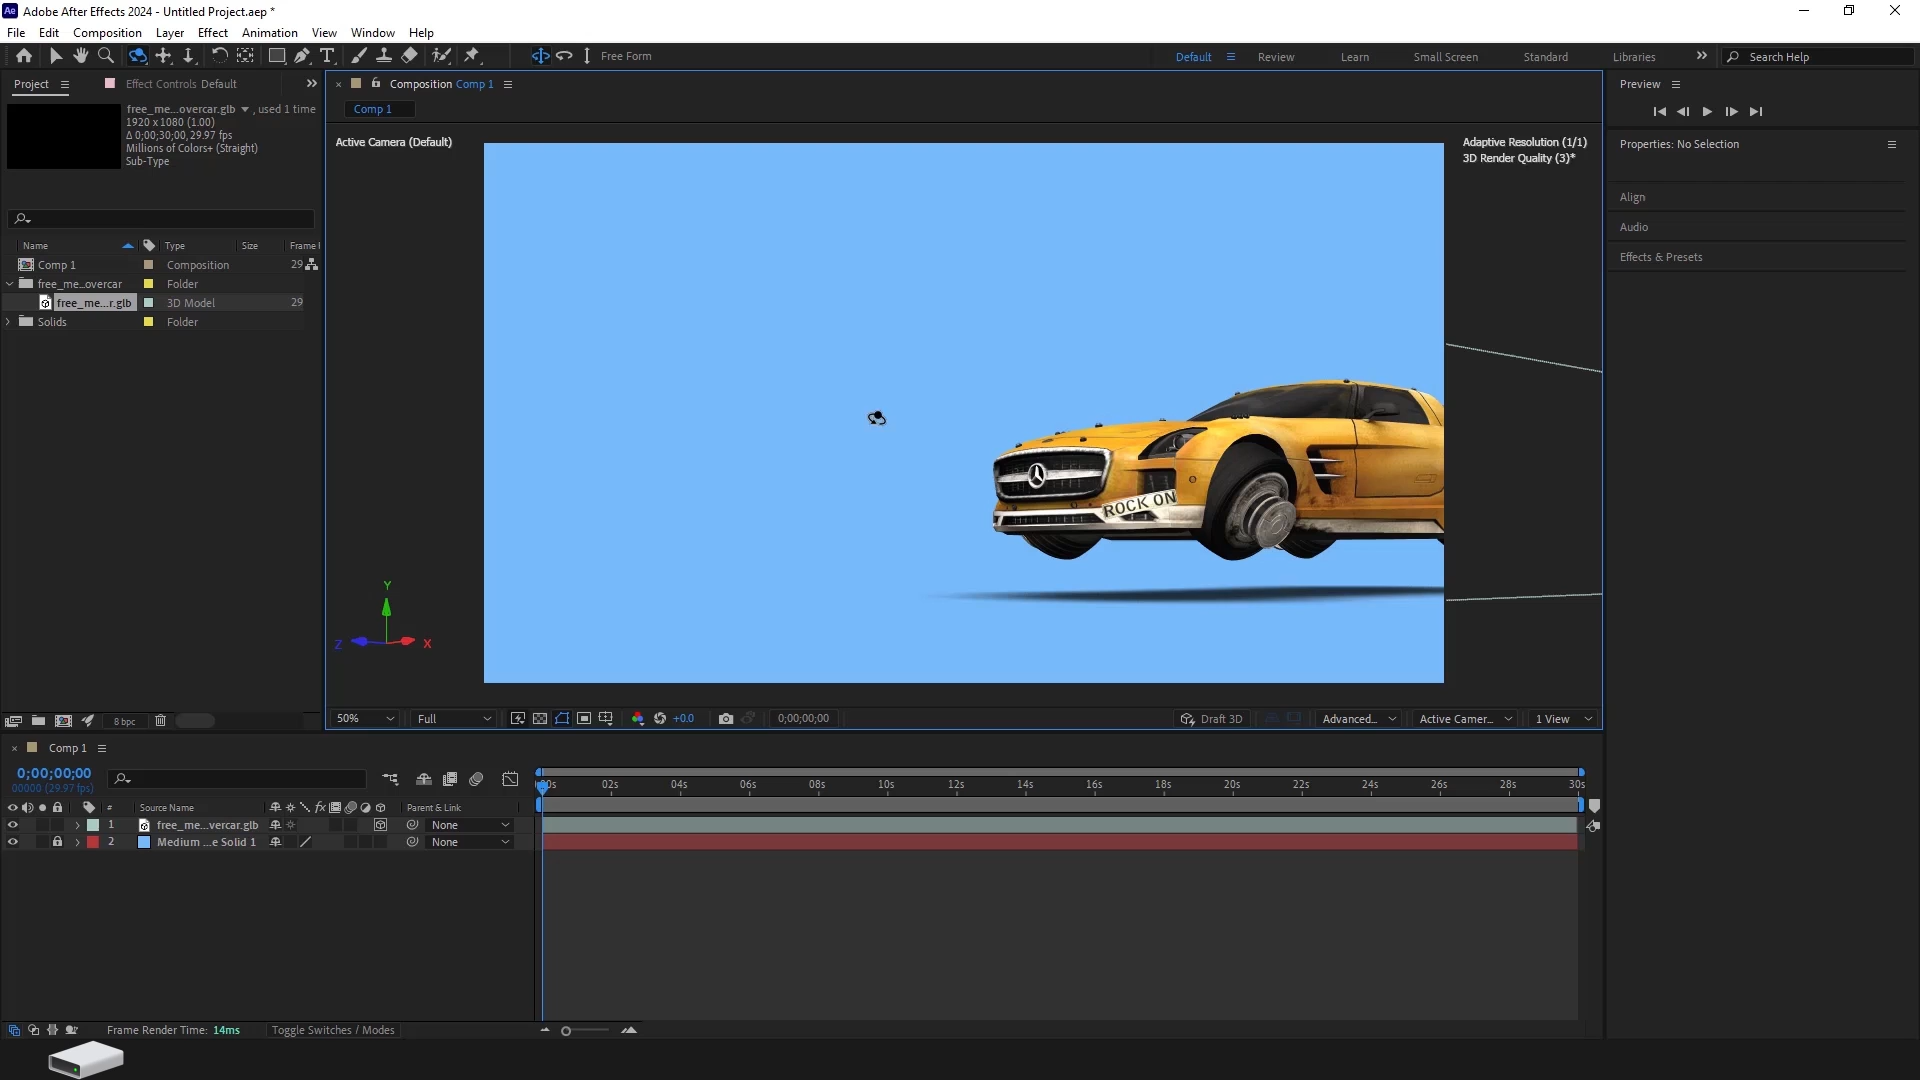 Ae Adobe After Effects 2024 - Untitled Project.aep *
File Edit Composition Layer Effect Animation View Window Help
Free Form
Default Review Learn Small Screen Standard Libraries Search Help
Project Effect Controls Default
free_me...overcar.glb , used 1 time
1920 x 1080 (1.00)
Δ 0;00;30;00, 29.97 fps
Millions of Colors+ (Straight)
Sub-Type
Name Type Size Frame
Comp 1 Composition 29
free_me...overcar Folder
free_me...r.glb 3D Model 29
Solids Folder
8 bpc
Composition Comp 1
Comp 1
Active Camera (Default)
Adaptive Resolution (1/1)
3D Render Quality (3)*
ROCK ON
Y
Z X
50% Full +0.0 0;00;00;00 Draft 3D Advanced... Active Camer... 1 View
Preview
Properties: No Selection
Align
Audio
Effects & Presets
Comp 1
0;00;00;00
00000 (29.97 fps)
02s 04s 06s 08s 10s 12s 14s 16s 18s 20s 22s 24s 26s 28s 30s
# Source Name fx Parent & Link
1 free_me...vercar.glb None
2 Medium ...e Solid 1 None
Frame Render Time: 14ms Toggle Switches / Modes